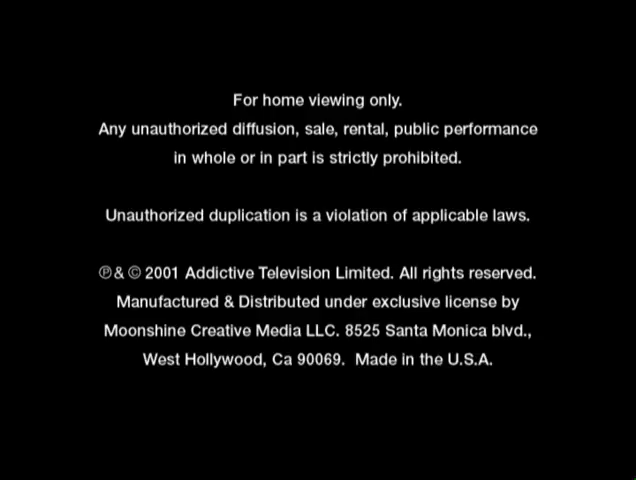 For home viewing only.
Any unauthorized diffusion, sale, rental, public performance
in whole or in part is strictly prohibited.
Unauthorized duplication is a violation of applicable laws.
℗ & © 2001 Addictive Television Limited. All rights reserved.
Manufactured & Distributed under exclusive license by
Moonshine Creative Media LLC. 8525 Santa Monica blvd.,
West Hollywood, Ca 90069. Made in the U.S.A.